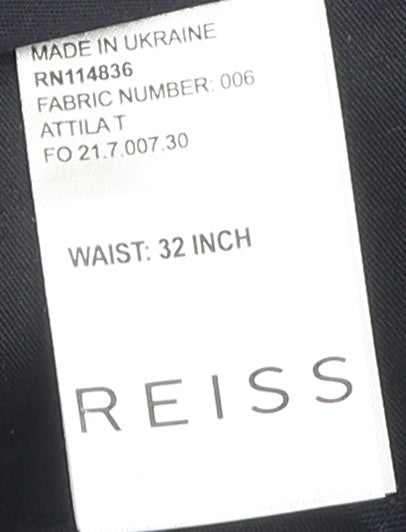 MADE IN UKRAINE
RN114836
FABRIC NUMBER: 006
ATTILA T
FO 21.7.007.30
WAIST: 32 INCH
REISS